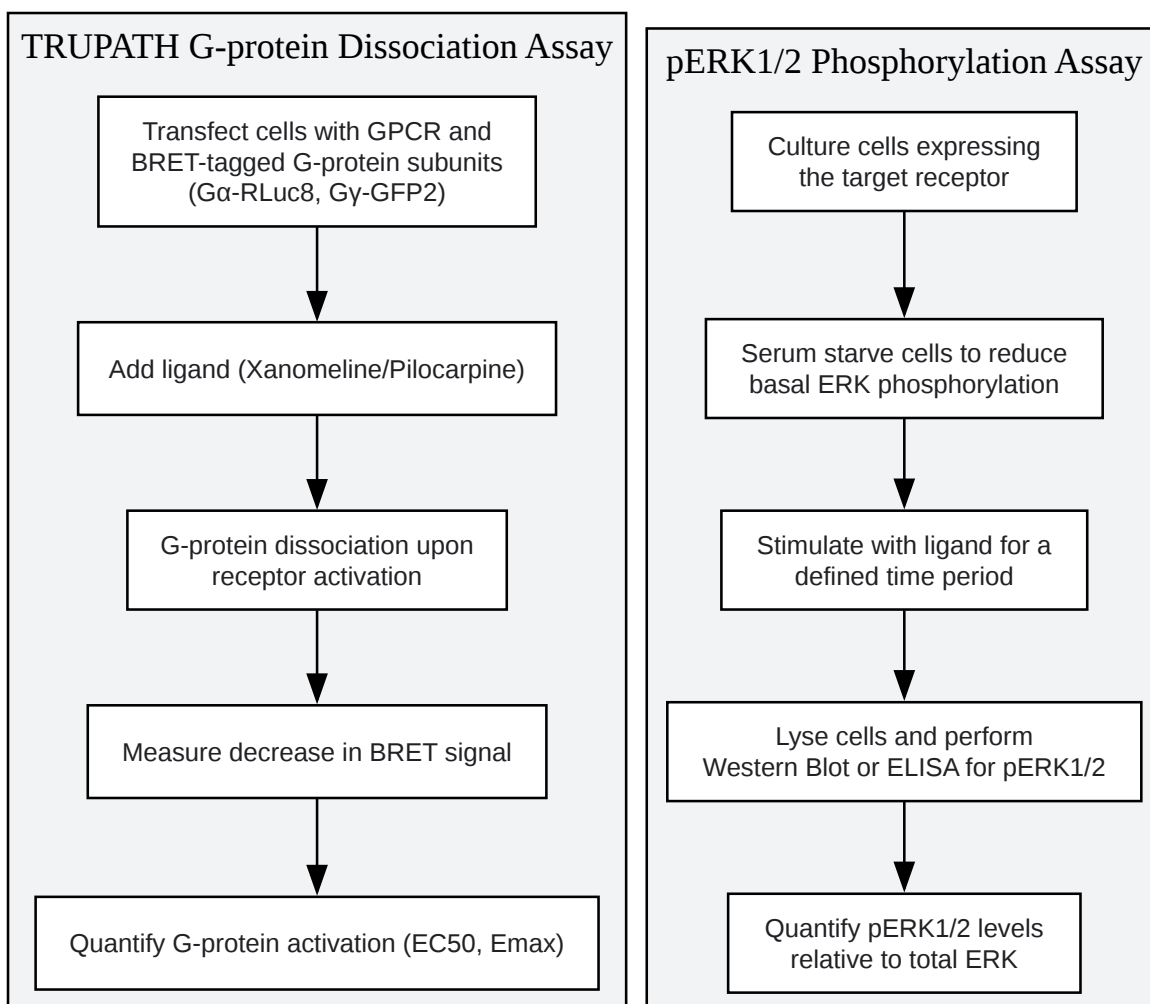 TRUPATH G-protein Dissociation Assay
Transfect cells with GPCR and
BRET-tagged G-protein subunits
(Gα-RLuc8, Gγ-GFP2)
Add ligand (Xanomeline/Pilocarpine)
G-protein dissociation upon
receptor activation
Measure decrease in BRET signal
Quantify G-protein activation (EC50, Emax)
pERK1/2 Phosphorylation Assay
Culture cells expressing
the target receptor
Serum starve cells to reduce
basal ERK phosphorylation
Stimulate with ligand for a
defined time period
Lyse cells and perform
Western Blot or ELISA for pERK1/2
Quantify pERK1/2 levels
relative to total ERK